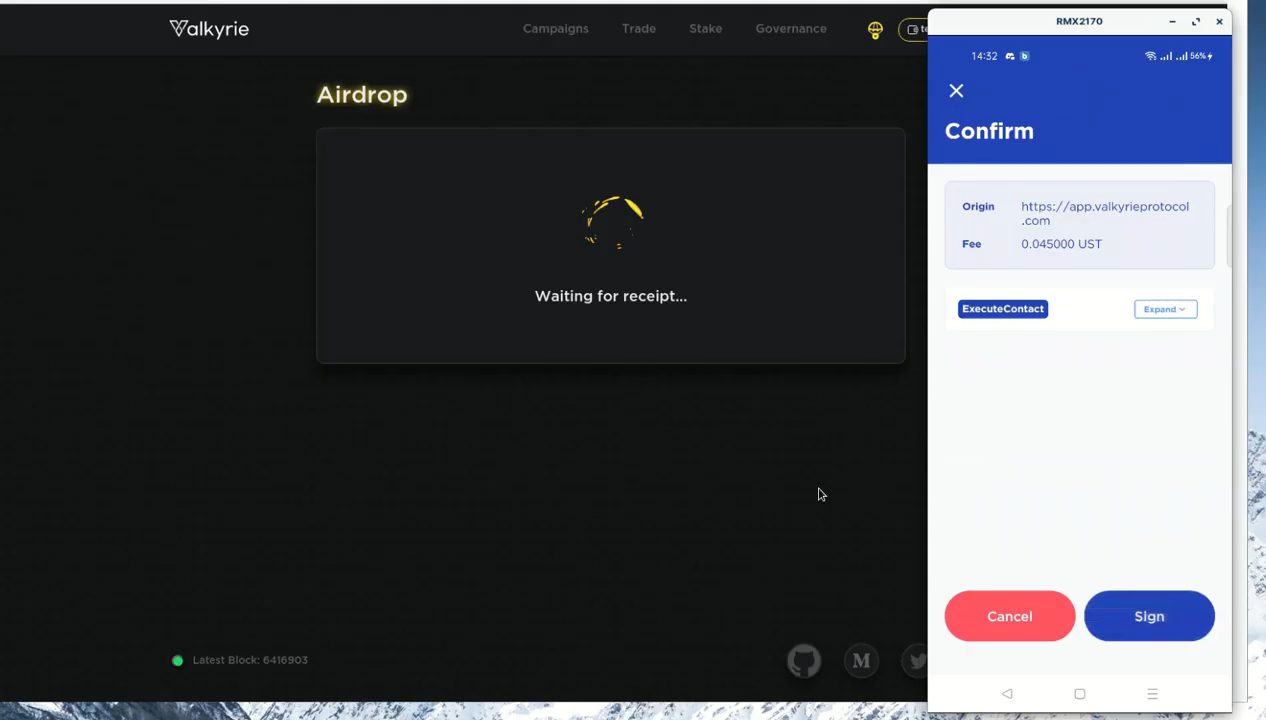 Valkyrie
Campaigns Trade Stake Governance
Airdrop
Waiting for receipt...
Latest Block: 6416903
M
RMX2170
14:32 b 56%
Confirm
Origin https://app.valkyrieprotocol
.com
Fee 0.045000 UST
ExecuteContact Expand
Cancel Sign